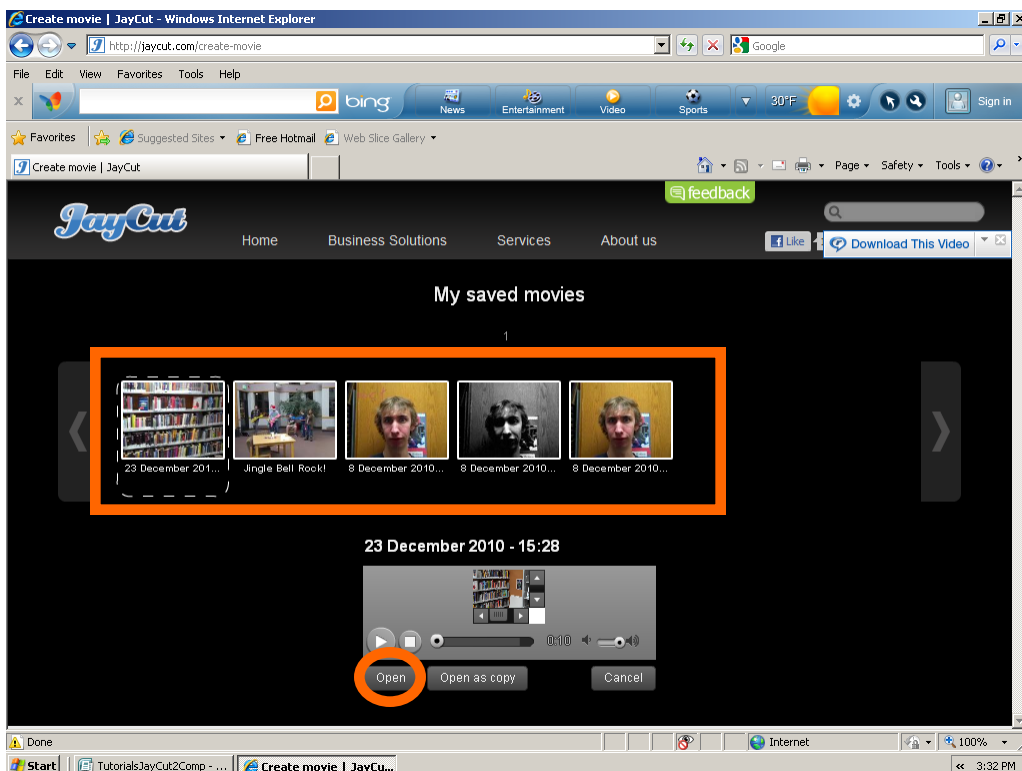 Create movie | JayCut - Windows Internet Explorer
http://jaycut.com/create-movie
Google
File Edit View Favorites Tools Help
bing News Entertainment Video Sports 30°F Sign in
Favorites Suggested Sites Free Hotmail Web Slice Gallery
Create movie | JayCut Page Safety Tools
feedback
JayCut
Home Business Solutions Services About us Like Download This Video
My saved movies
1
23 December 201... Jingle Bell Rock! 8 December 2010... 8 December 2010... 8 December 2010...
23 December 2010 - 15:28
0:10
Open Open as copy Cancel
Done Internet 100%
Start TutorialsJayCut2Comp - ... Create movie | JayCu... 3:32 PM